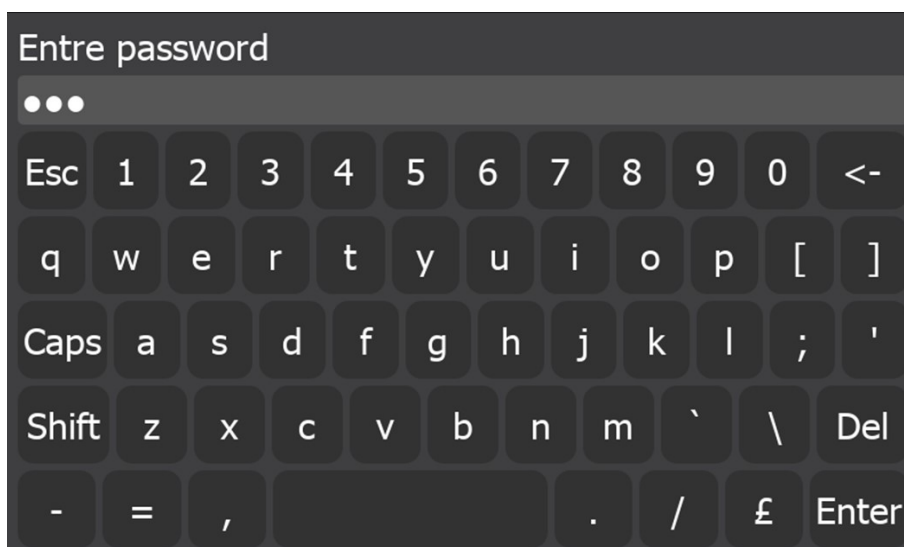 Entre password
●●●
Esc 1 2 3 4 5 6 7 8 9 0 <-
q w e r t y u i o p [ ]
Caps a s d f g h j k l ; '
Shift z x c v b n m ` \ Del
- = , . / £ Enter